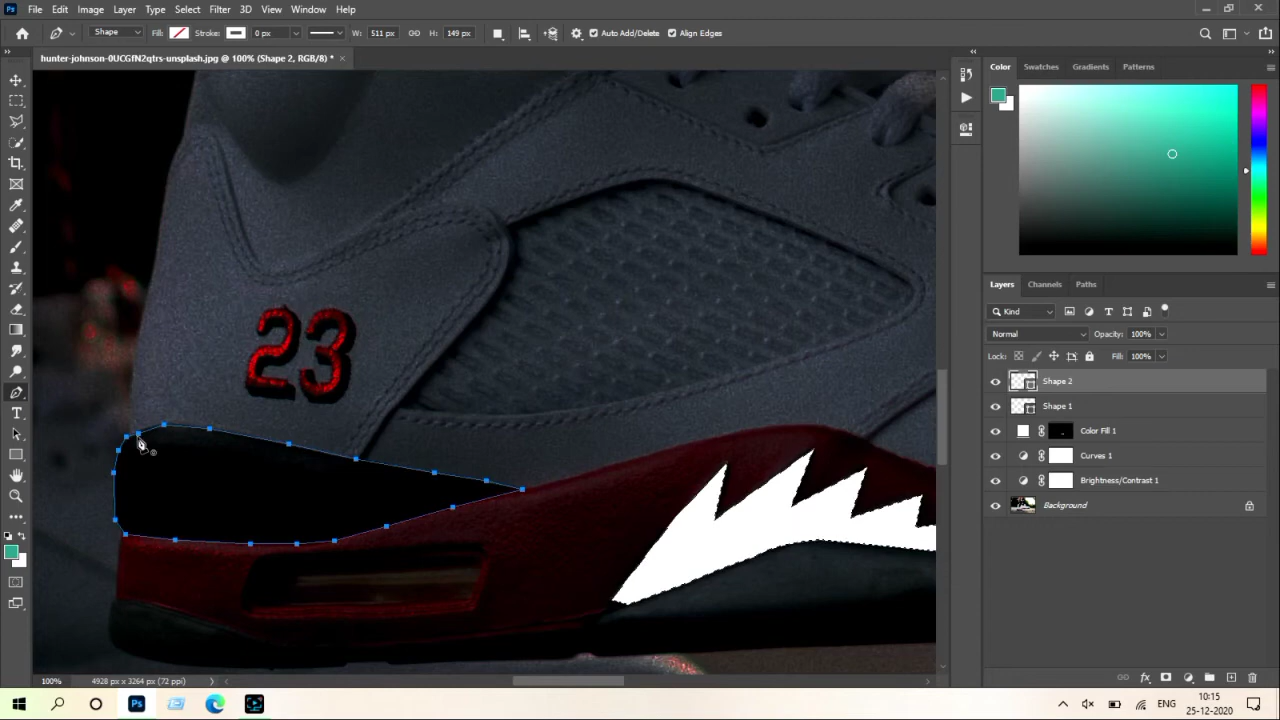 Ps File Edit Image Layer Type Select Filter 3D View Window Help
Shape Fill: Stroke: 0 px W: 511 px H: 149 px Auto Add/Delete Align Edges
hunter-johnson-0UCGfN2qtrs-unsplash.jpg @ 100% (Shape 2, RGB/8) *
Color Swatches Gradients Patterns
23
Layers Channels Paths
Kind
Normal Opacity: 100%
Lock: Fill: 100%
Shape 2
Shape 1
Color Fill 1
Curves 1
Brightness/Contrast 1
Background
100% 4928 px x 3264 px (72 ppi)
Ps ENG 10:15
25-12-2020